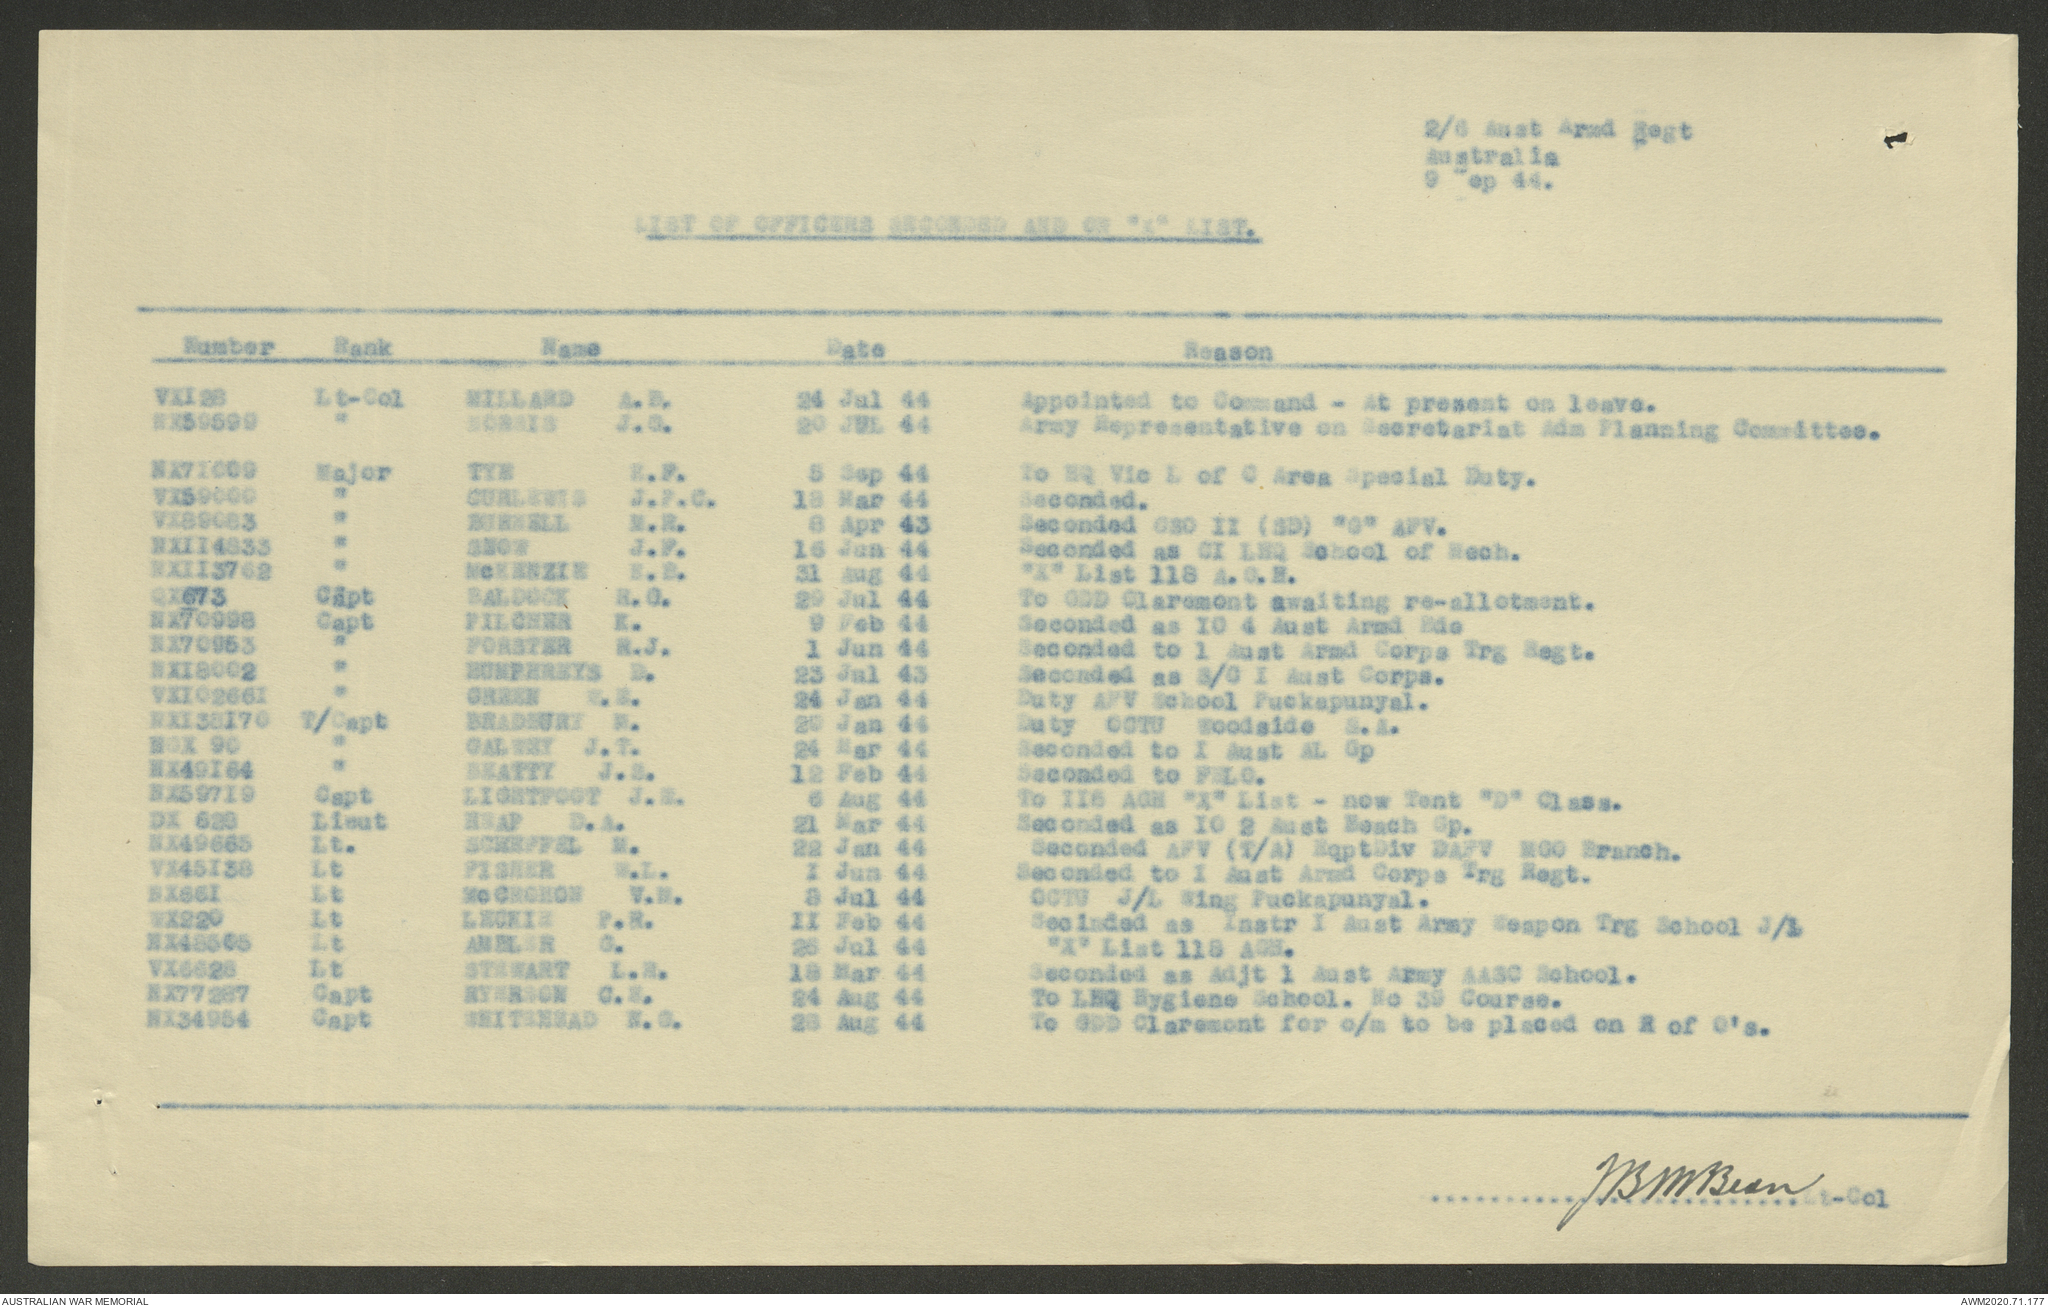 2/6 Aust Armd Regt
Australia
9 Sep 44.
LIST OF OFFICERS SECONDED AND ON "X" LIST.
Number Rank Name Date Reason
VX128 Lt-Col MILLARD A.B. 24 Jul 44 Appointed to Command - At present on leave.
NX59599 " NORRIS J.G. 20 JUL 44 Army Representative on Secretariat Adm Planning Committee.
Major TYE 8 Sep 44 To HQ Vic L of C Area Special Duty.
" CURLEWIS J.P.C. 18 Mar 44 Seconded.
VX89083 " BURNELL M.R. 8 Apr 43 Seconded GSO II (SD) "G" AFV.
NX114833 " SNOW J.F. 16 Jun 44 Seconded as CI LHQ School of Mech.
NX113762 " McKENZIE 31 Aug 44 "X" List 118 A.G.H.
QX673 Capt BALDOCK R.G. 29 Jul 44 To GDD Claremont awaiting re-allotment.
NX70998 Capt PILCHER K. 9 Feb 44 Seconded as IO 4 Aust Armd Bde
NX70953 " FORSTER R.J. 1 Jun 44 Seconded to 1 Aust Armd Corps Trg Regt.
NX18002 " HUMPHREYS D. 23 Jul 43 Seconded as S/C I Aust Corps.
VX102661 " GREEN 24 Jan 44 Duty AFV School Puckapunyal.
NX138170 T/Capt BRADBURY N. 20 Jan 44 Duty OCTU Woodside S.A.
NGX 90 " GALWEY J.T. 24 Mar 44 Seconded to I Aust AL Gp
NX49164 " BEATTY J.S. 12 Feb 44 Seconded to FELO.
NX59719 Capt LIGHTFOOT J.E. 6 Aug 44 To 118 AGH "X" List - now Tent "D" Class.
DX 628 Lieut HEAP D.A. 21 Mar 44 Seconded as IO 2 Aust Beach Gp.
NX49665 Lt. SCHEFFEL M. 22 Jan 44 Seconded AFV (T/A) EqptDiv DAFV MGO Branch.
VX45138 Lt FISHER W.L. 1 Jun 44 Seconded to I Aust Armd Corps Trg Regt.
SX651 Lt McCROHON V.N. 8 Jul 44 OCTU J/L Wing Puckapunyal.
WX220 Lt LECKIE P.R. 11 Feb 44 Secinded as Instr I Aust Army Weapon Trg School J/L
NX48505 Lt AMBLER G. 26 Jul 44 "X" List 118 AGH.
VX6628 Lt STEWART L.H. 18 Mar 44 Seconded as Adjt 1 Aust Army AASC School.
NX77287 Capt RYERSON C.E. 24 Aug 44 To LHQ Hygiene School. No 39 Course.
NX34954 Capt WHITEHEAD N.G. 28 Aug 44 To GDD Claremont for o/m to be placed on R of O's.
Lt-Col
AUSTRALIAN WAR MEMORIAL
AWM2020.71.177